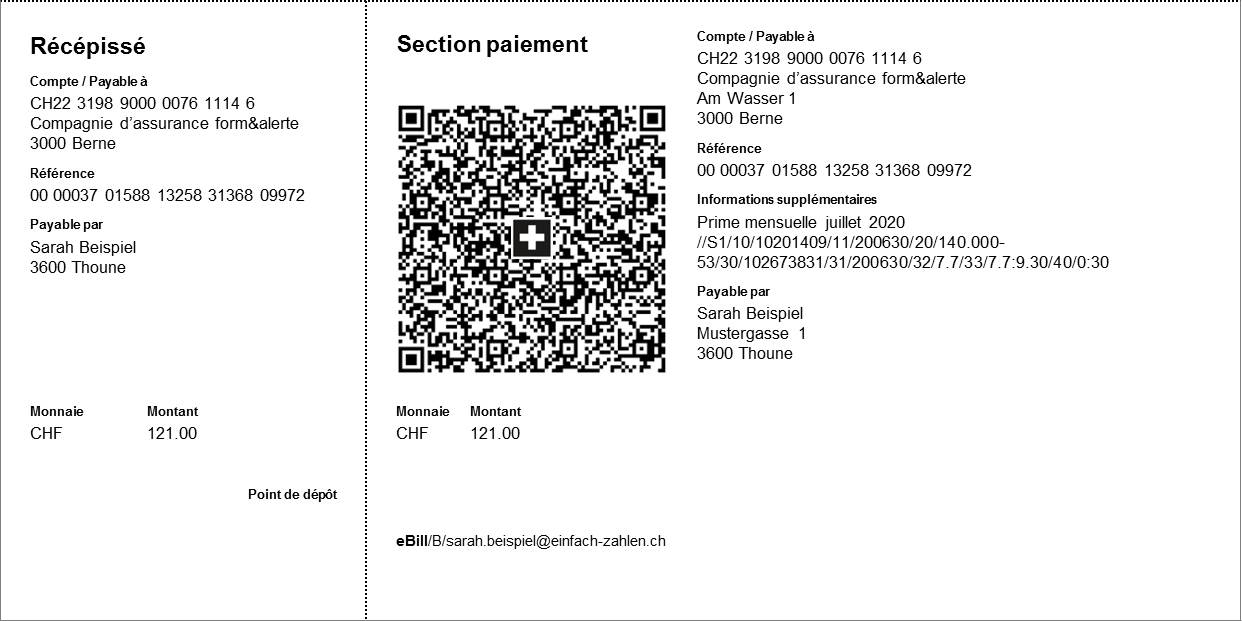 Récépissé
Compte / Payable à
CH22 3198 9000 0076 1114 6
Compagnie d’assurance form&alerte
3000 Berne
Référence
00 00037 01588 13258 31368 09972
Payable par
Sarah Beispiel
3600 Thoune
Monnaie Montant
CHF 121.00
Point de dépôt
Section paiement
Monnaie Montant
CHF 121.00
Compte / Payable à
CH22 3198 9000 0076 1114 6
Compagnie d’assurance form&alerte
Am Wasser 1
3000 Berne
Référence
00 00037 01588 13258 31368 09972
Informations supplémentaires
Prime mensuelle juillet 2020
//S1/10/10201409/11/200630/20/140.000-
53/30/102673831/31/200630/32/7.7/33/7.7:9.30/40/0:30
Payable par
Sarah Beispiel
Mustergasse 1
3600 Thoune
eBill/B/sarah.beispiel@einfach-zahlen.ch